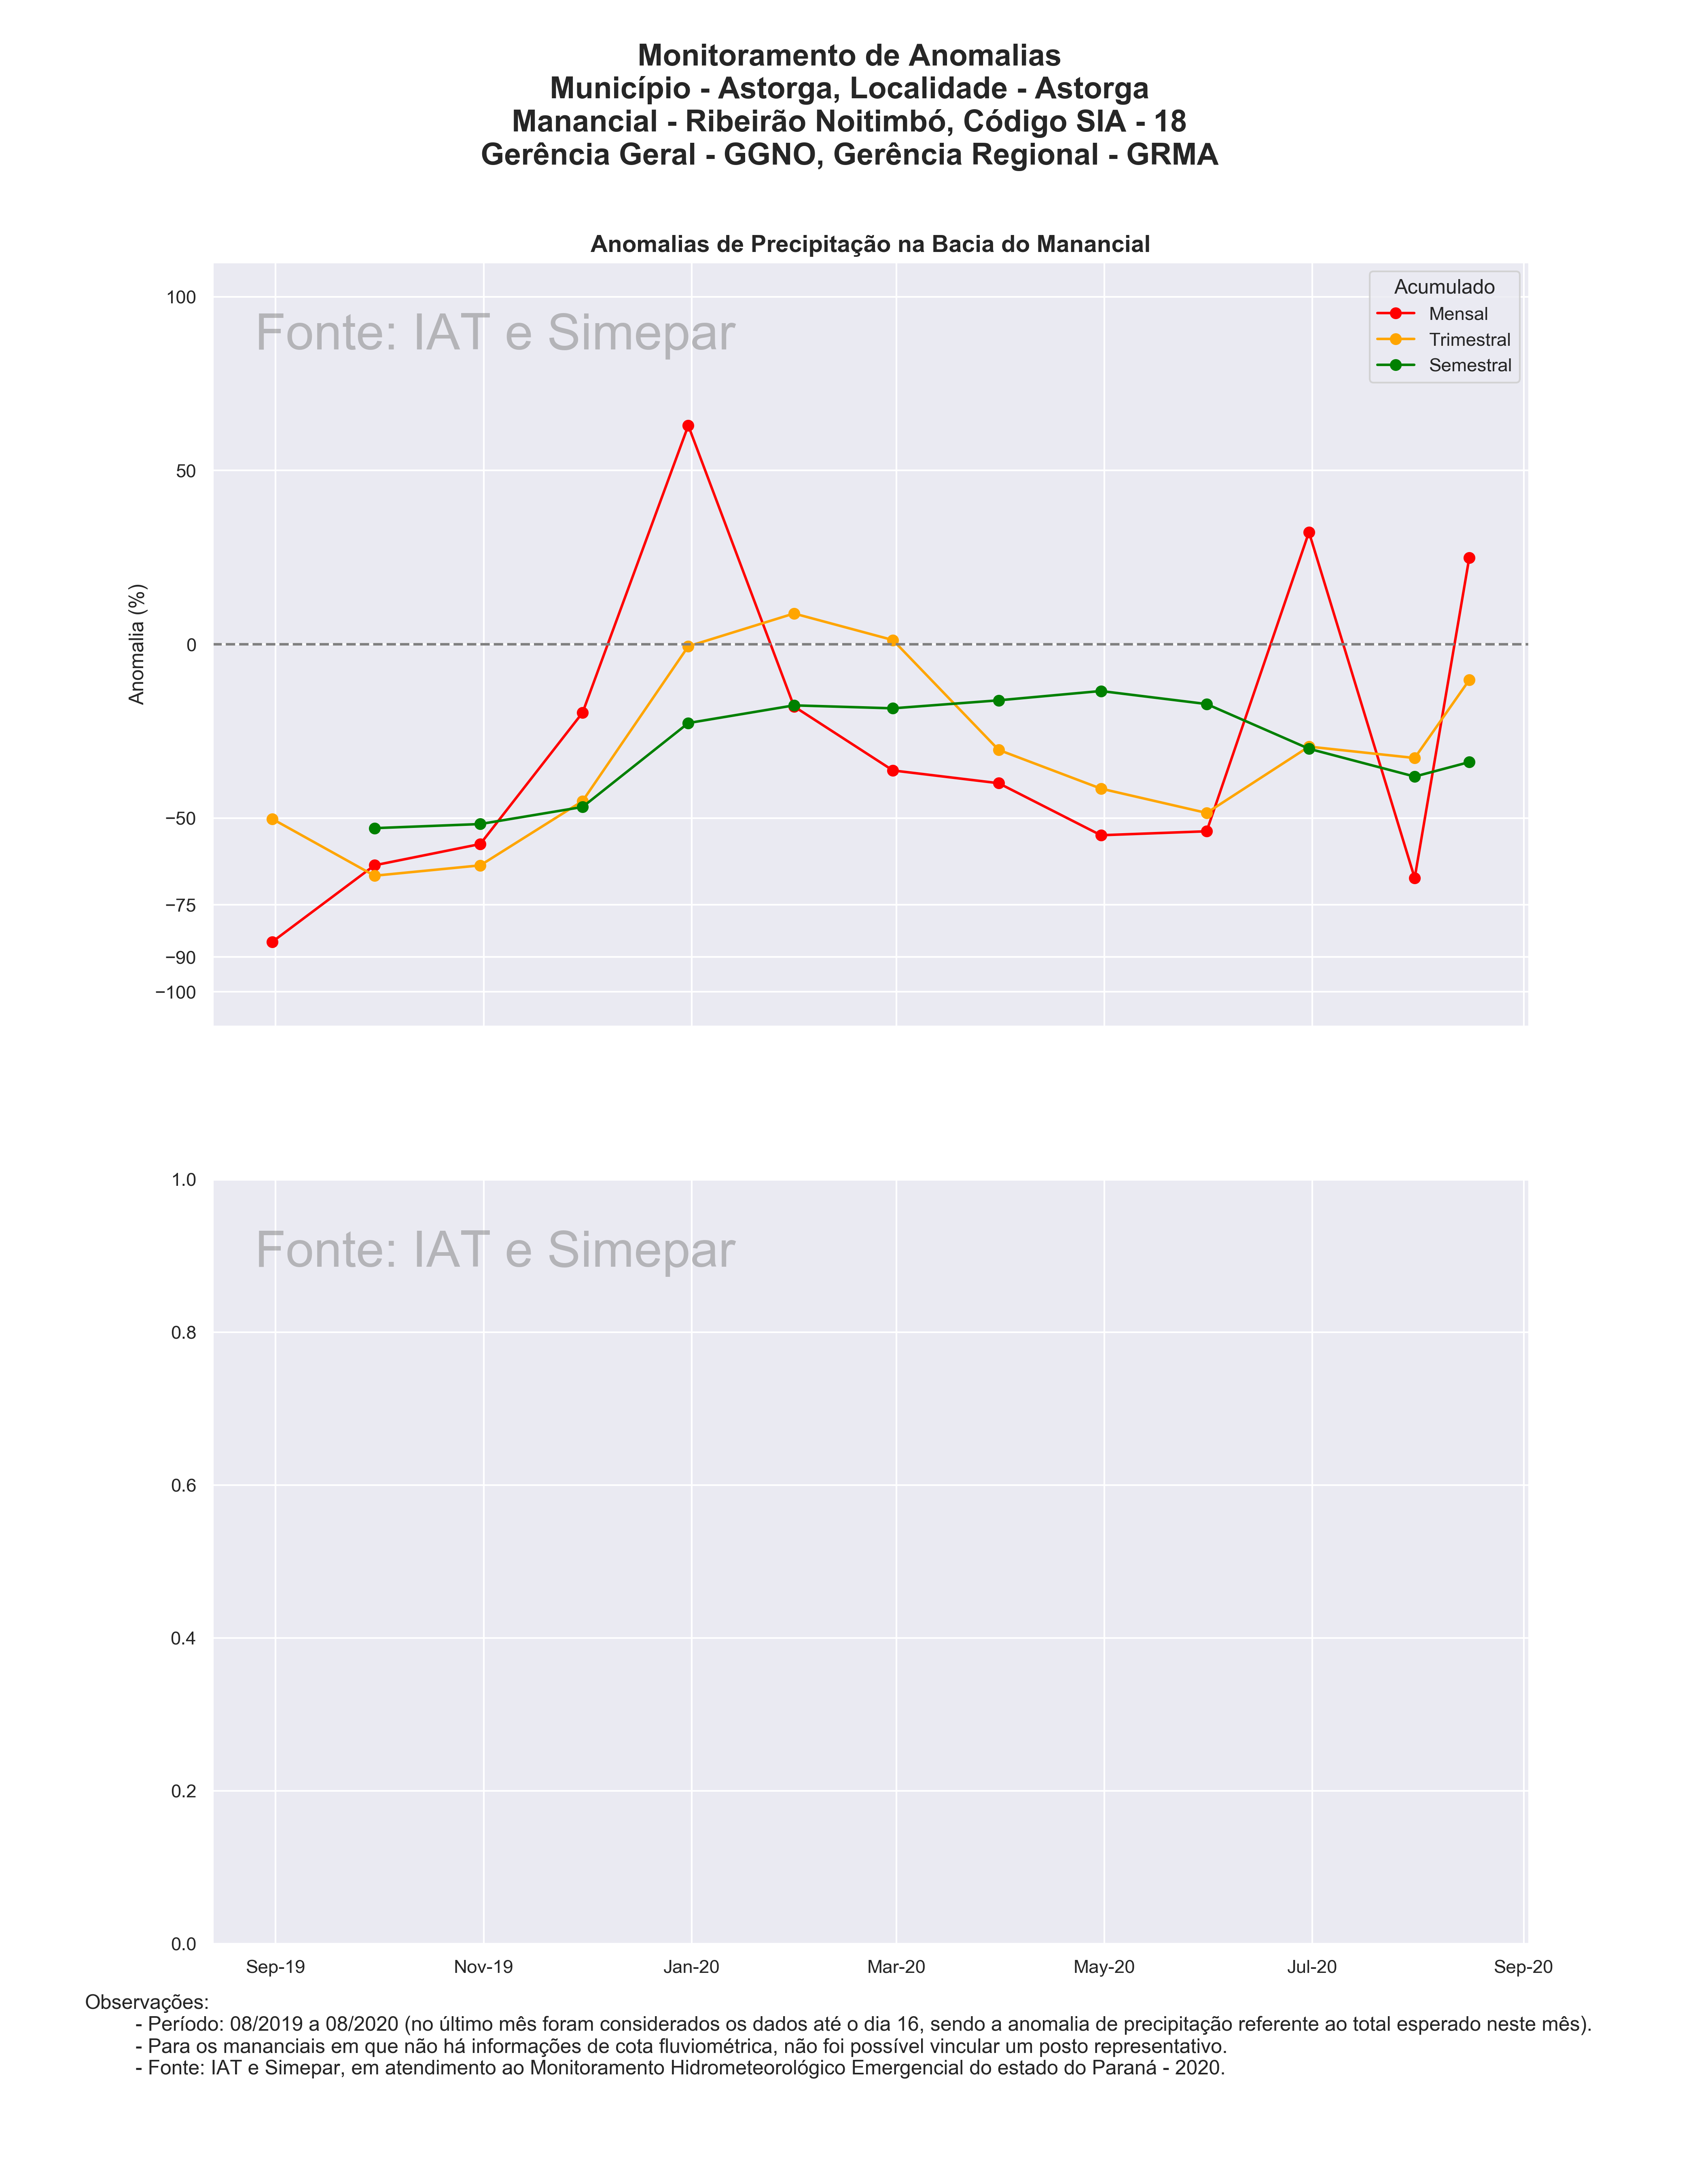 Monitoramento de Anomalias
Município - Astorga, Localidade - Astorga
Manancial - Ribeirão Noitimbó, Código SIA - 18
Gerência Geral - GGNO, Gerência Regional - GRMA
Anomalias de Precipitação na Bacia do Manancial
Fonte: IAT e Simepar
Acumulado
Mensal
Trimestral
Semestral
Anomalia (%)
100
50
0
−50
−75
−90
−100
Fonte: IAT e Simepar
1.0
0.8
0.6
0.4
0.2
0.0
Sep-19 Nov-19 Jan-20 Mar-20 May-20 Jul-20 Sep-20
Observações:
- Período: 08/2019 a 08/2020 (no último mês foram considerados os dados até o dia 16, sendo a anomalia de precipitação referente ao total esperado neste mês).
- Para os mananciais em que não há informações de cota fluviométrica, não foi possível vincular um posto representativo.
- Fonte: IAT e Simepar, em atendimento ao Monitoramento Hidrometeorológico Emergencial do estado do Paraná - 2020.